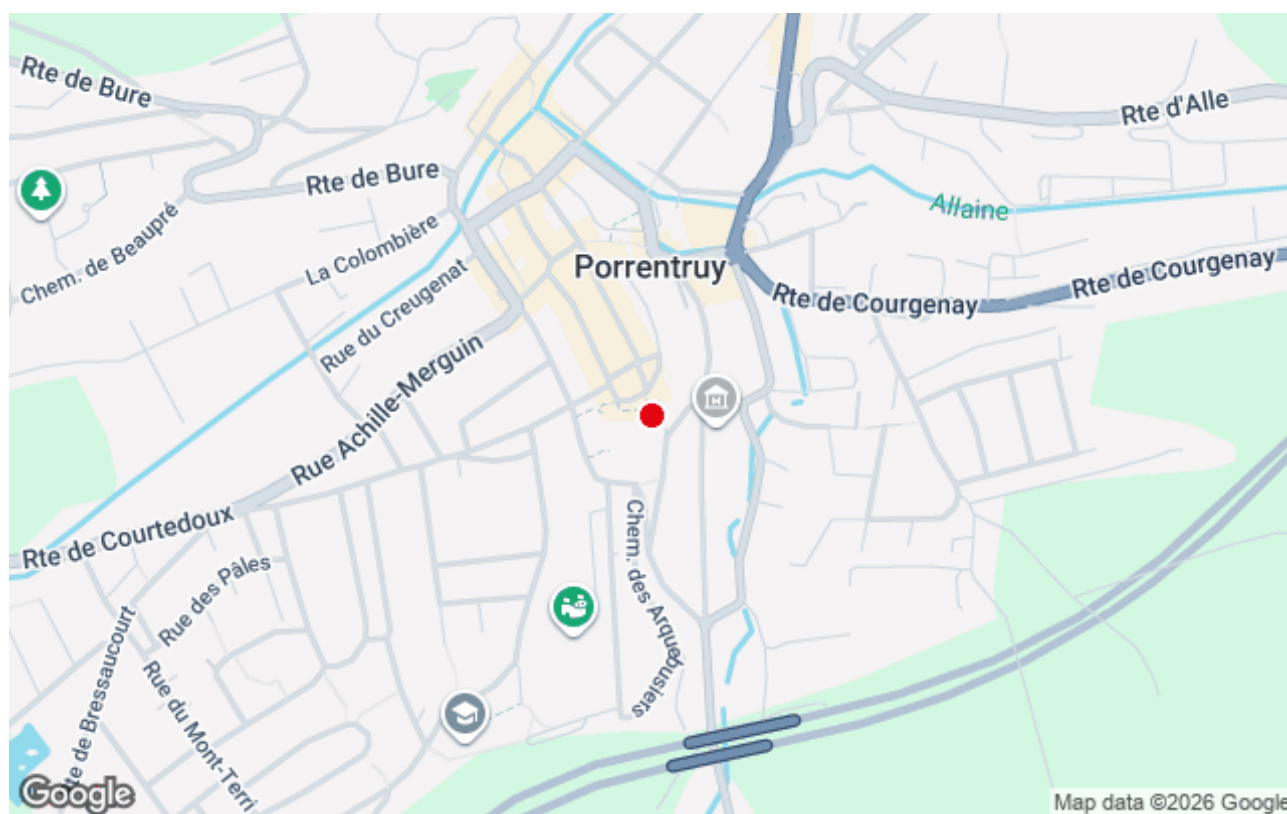 Rte de Bure
Rte d'Alle
Rte de Bure
Allaine
Chem. de Beaupré
La Colombière
Porrentruy
Rte de Courgenay
Rue du Creugenat
Rte de Courgenay
Rue Achille-Merguin
Rte de Courtedoux
Chem. des Arquebusiers
Rue des Pâles
Rte de Bressaucourt
Rue du Mont-Terri
Google
Map data ©2026 Google